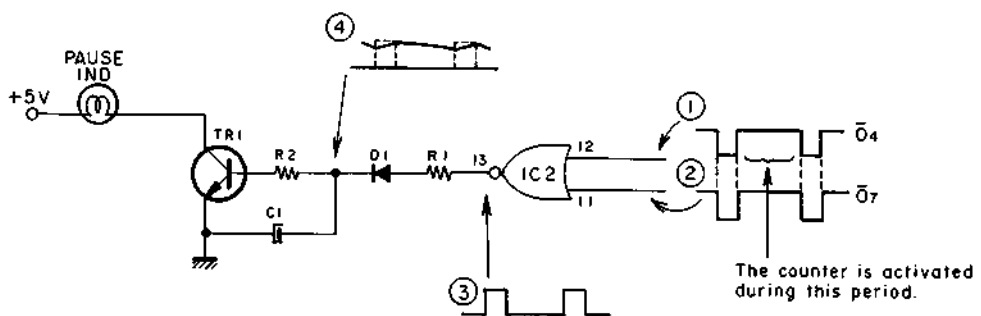 ④
PAUSE
IND
+5V
TR1
R2
D1
R1
13
12
IC2
11
①
②
Ō4
Ō7
C1
③
The counter is activated
during this period.